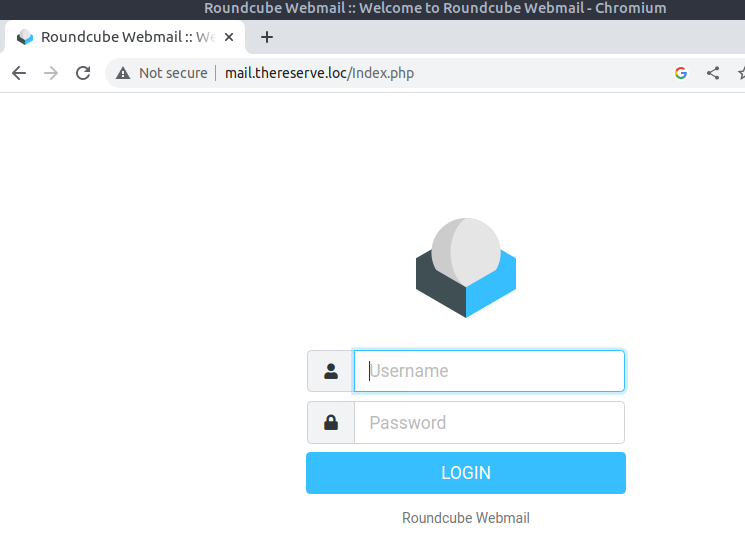 Roundcube Webmail :: Welcome to Roundcube Webmail - Chromium
Roundcube Webmail :: We
Not secure mail.thereserve.loc/Index.php
Username
Password
LOGIN
Roundcube Webmail